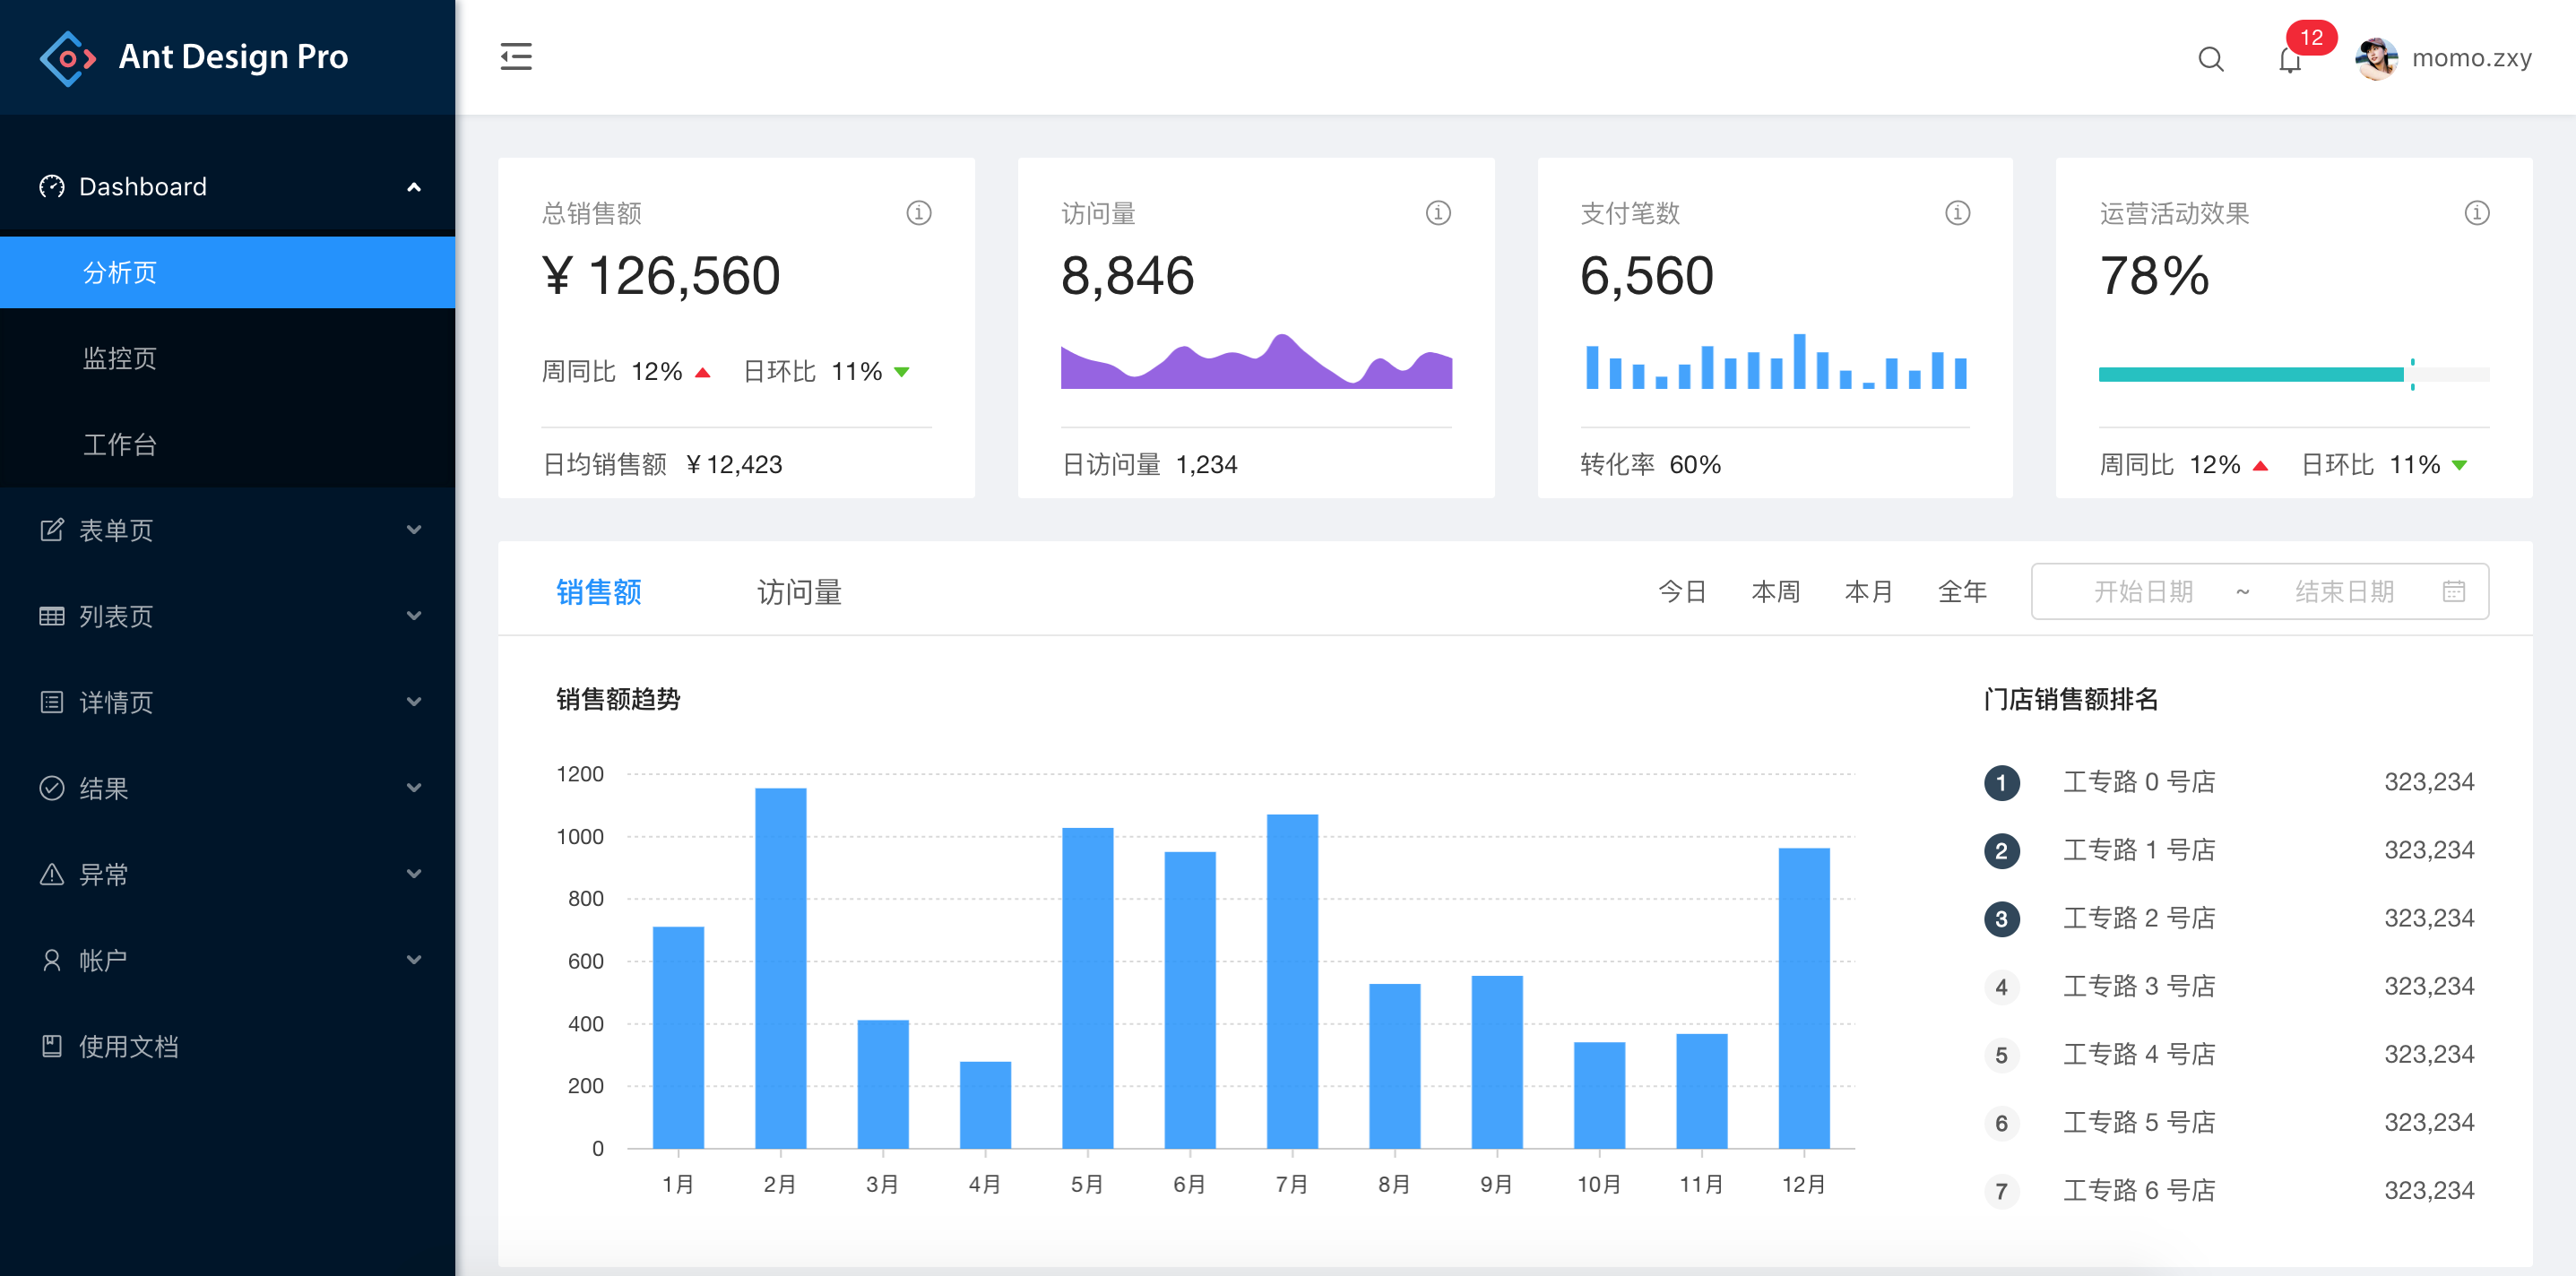 Ant Design Pro
12
momo.zxy
Dashboard
分析页
监控页
工作台
表单页
列表页
详情页
结果
异常
帐户
使用文档
总销售额
¥ 126,560
周同比 12% 日环比 11%
日均销售额 ¥ 12,423
访问量
8,846
日访问量 1,234
支付笔数
6,560
转化率 60%
运营活动效果
78%
周同比 12% 日环比 11%
销售额 访问量 今日 本周 本月 全年 开始日期 ~ 结束日期
销售额趋势
1200
1000
800
600
400
200
0
1月 2月 3月 4月 5月 6月 7月 8月 9月 10月 11月 12月
门店销售额排名
1 工专路 0 号店 323,234
2 工专路 1 号店 323,234
3 工专路 2 号店 323,234
4 工专路 3 号店 323,234
5 工专路 4 号店 323,234
6 工专路 5 号店 323,234
7 工专路 6 号店 323,234